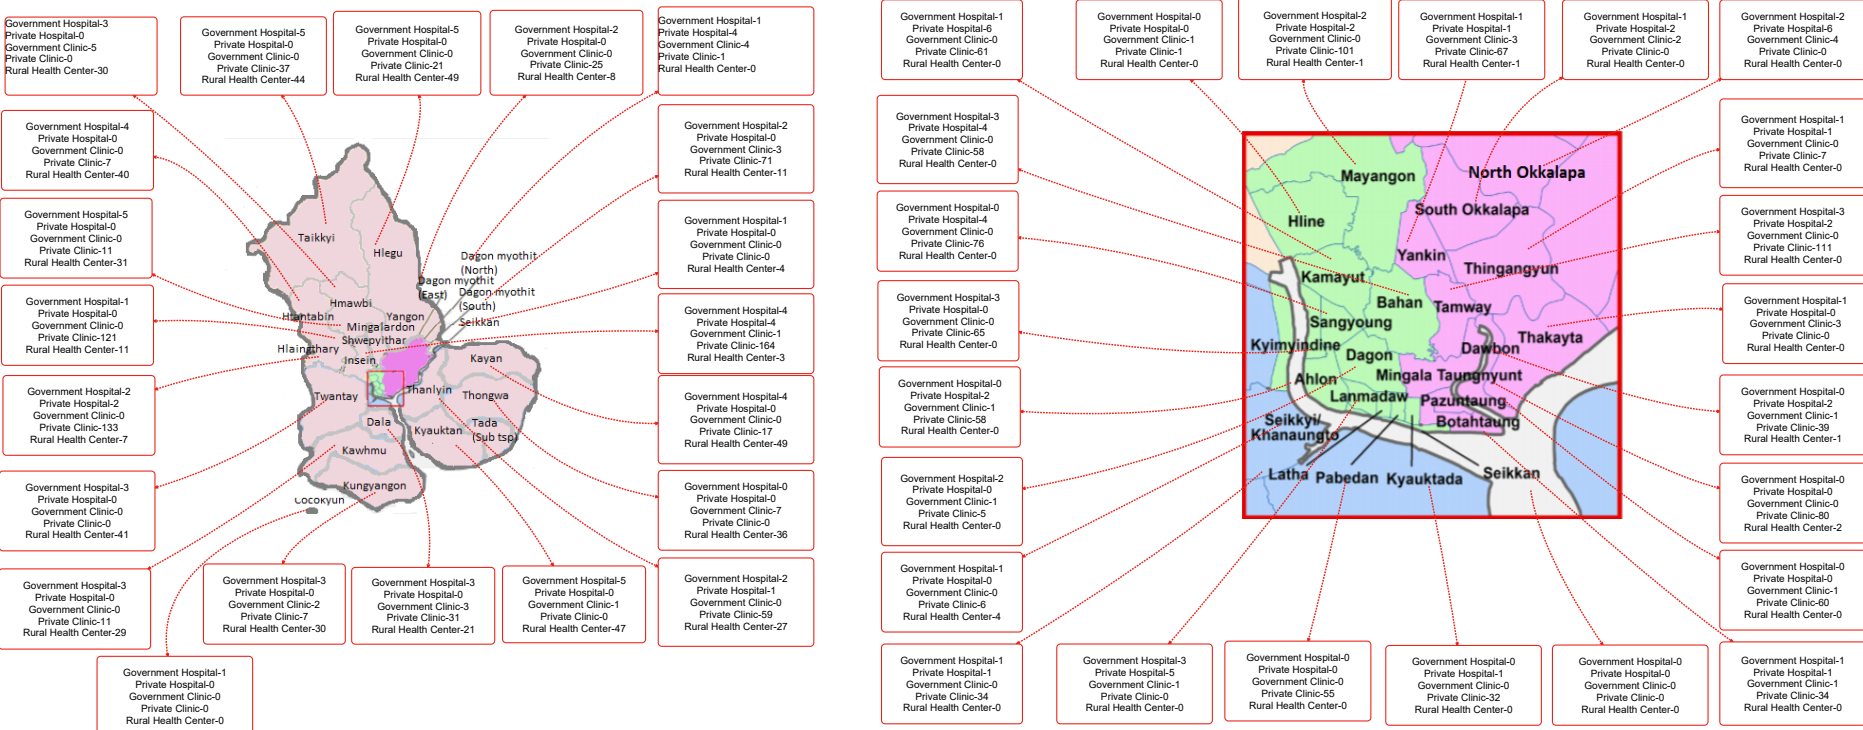 Government Hospital-3
Private Hospital-0
Government Clinic-5
Private Clinic-0
Rural Health Center-30
Government Hospital-5
Private Hospital-0
Government Clinic-0
Private Clinic-37
Rural Health Center-44
Government Hospital-5
Private Hospital-0
Government Clinic-0
Private Clinic-21
Rural Health Center-49
Government Hospital-2
Private Hospital-0
Government Clinic-0
Private Clinic-25
Rural Health Center-8
Government Hospital-1
Private Hospital-4
Government Clinic-4
Private Clinic-1
Rural Health Center-0
Government Hospital-4
Private Hospital-0
Government Clinic-0
Private Clinic-7
Rural Health Center-40
Government Hospital-5
Private Hospital-0
Government Clinic-0
Private Clinic-11
Rural Health Center-31
Government Hospital-1
Private Hospital-0
Government Clinic-0
Private Clinic-121
Rural Health Center-11
Government Hospital-2
Private Hospital-2
Government Clinic-0
Private Clinic-133
Rural Health Center-7
Government Hospital-3
Private Hospital-0
Government Clinic-0
Private Clinic-0
Rural Health Center-41
Government Hospital-3
Private Hospital-0
Government Clinic-0
Private Clinic-11
Rural Health Center-29
Government Hospital-1
Private Hospital-0
Government Clinic-0
Private Clinic-0
Rural Health Center-0
Taikkyi
Hlegu
Dagon myothit
(North)
Dagon myothit
(East)
Dagon myothit
(South)
Seikkan
Hmawbi
Htantabin
Yangon
Mingalardon
Shwepyithar
Hlaingthary
Insein
Kayan
Twantay
Thanlyin
Thongwa
Dala
Kyauktan
Tada
(Sub tsp)
Kawhmu
Kungyangon
Cocokyun
Government Hospital-2
Private Hospital-0
Government Clinic-3
Private Clinic-71
Rural Health Center-11
Government Hospital-1
Private Hospital-0
Government Clinic-0
Private Clinic-0
Rural Health Center-4
Government Hospital-4
Private Hospital-4
Government Clinic-1
Private Clinic-164
Rural Health Center-3
Government Hospital-4
Private Hospital-0
Government Clinic-0
Private Clinic-17
Rural Health Center-49
Government Hospital-0
Private Hospital-0
Government Clinic-7
Private Clinic-0
Rural Health Center-36
Government Hospital-2
Private Hospital-1
Government Clinic-0
Private Clinic-59
Rural Health Center-27
Government Hospital-3
Private Hospital-0
Government Clinic-2
Private Clinic-7
Rural Health Center-30
Government Hospital-3
Private Hospital-0
Government Clinic-3
Private Clinic-31
Rural Health Center-21
Government Hospital-5
Private Hospital-0
Government Clinic-1
Private Clinic-0
Rural Health Center-47
Government Hospital-1
Private Hospital-6
Government Clinic-0
Private Clinic-61
Rural Health Center-0
Government Hospital-0
Private Hospital-0
Government Clinic-1
Private Clinic-1
Rural Health Center-0
Government Hospital-2
Private Hospital-2
Government Clinic-0
Private Clinic-101
Rural Health Center-1
Government Hospital-1
Private Hospital-1
Government Clinic-3
Private Clinic-67
Rural Health Center-1
Government Hospital-1
Private Hospital-2
Government Clinic-2
Private Clinic-0
Rural Health Center-0
Government Hospital-2
Private Hospital-6
Government Clinic-4
Private Clinic-0
Rural Health Center-0
Government Hospital-3
Private Hospital-4
Government Clinic-0
Private Clinic-58
Rural Health Center-0
Government Hospital-0
Private Hospital-4
Government Clinic-0
Private Clinic-76
Rural Health Center-0
Government Hospital-3
Private Hospital-0
Government Clinic-0
Private Clinic-65
Rural Health Center-0
Government Hospital-0
Private Hospital-2
Government Clinic-1
Private Clinic-58
Rural Health Center-0
Government Hospital-2
Private Hospital-0
Government Clinic-1
Private Clinic-5
Rural Health Center-0
Government Hospital-1
Private Hospital-0
Government Clinic-0
Private Clinic-6
Rural Health Center-4
Mayangon
North Okkalapa
Hline
South Okkalapa
Yankin
Kamayut
Thingangyun
Bahan
Tamway
Sangyoung
Thakayta
Kyimyindine
Dagon
Dawbon
Ahlon
Mingala Taungnyunt
Lanmadaw
Pazuntaung
Seikkyi/
Khanaungto
Botahtaung
Latha
Pabedan
Kyauktada
Seikkan
Government Hospital-1
Private Hospital-1
Government Clinic-0
Private Clinic-7
Rural Health Center-0
Government Hospital-3
Private Hospital-2
Government Clinic-0
Private Clinic-111
Rural Health Center-0
Government Hospital-1
Private Hospital-0
Government Clinic-3
Private Clinic-0
Rural Health Center-0
Government Hospital-0
Private Hospital-2
Government Clinic-1
Private Clinic-39
Rural Health Center-1
Government Hospital-0
Private Hospital-0
Government Clinic-0
Private Clinic-80
Rural Health Center-2
Government Hospital-0
Private Hospital-0
Government Clinic-1
Private Clinic-60
Rural Health Center-0
Government Hospital-1
Private Hospital-1
Government Clinic-0
Private Clinic-34
Rural Health Center-0
Government Hospital-3
Private Hospital-5
Government Clinic-1
Private Clinic-0
Rural Health Center-0
Government Hospital-0
Private Hospital-0
Government Clinic-0
Private Clinic-55
Rural Health Center-0
Government Hospital-0
Private Hospital-1
Government Clinic-0
Private Clinic-32
Rural Health Center-0
Government Hospital-0
Private Hospital-0
Government Clinic-0
Private Clinic-0
Rural Health Center-0
Government Hospital-1
Private Hospital-1
Government Clinic-1
Private Clinic-34
Rural Health Center-0